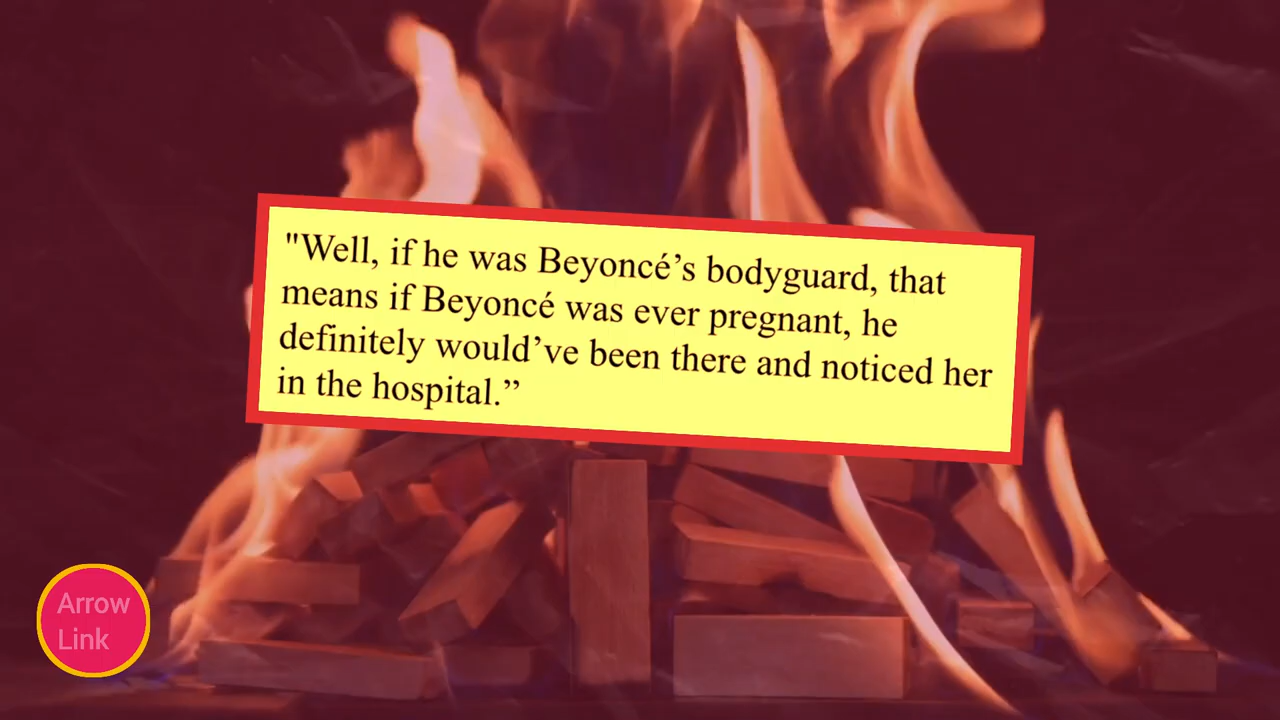 "Well, if he was Beyoncé’s bodyguard, that
means if Beyoncé was ever pregnant, he
definitely would’ve been there and noticed her
in the hospital.”
Arrow
Link